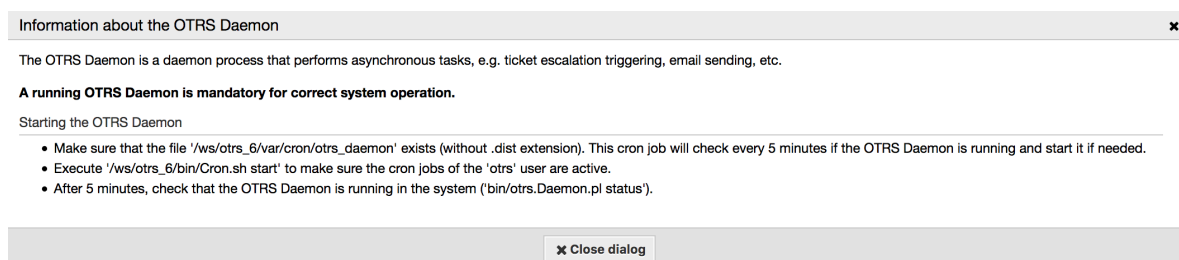 Information about the OTRS Daemon
The OTRS Daemon is a daemon process that performs asynchronous tasks, e.g. ticket escalation triggering, email sending, etc.
A running OTRS Daemon is mandatory for correct system operation.
Starting the OTRS Daemon
• Make sure that the file '/ws/otrs_6/var/cron/otrs_daemon' exists (without .dist extension). This cron job will check every 5 minutes if the OTRS Daemon is running and start it if needed.
• Execute '/ws/otrs_6/bin/Cron.sh start' to make sure the cron jobs of the 'otrs' user are active.
• After 5 minutes, check that the OTRS Daemon is running in the system ('bin/otrs.Daemon.pl status').
✖ Close dialog